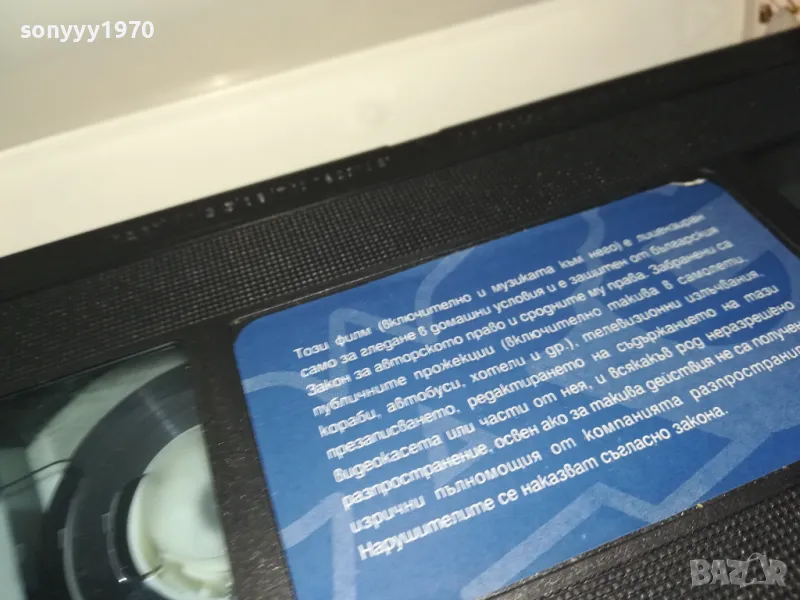 sonyyy1970
Този филм (включително и музиката към него) е лицензиран
само за гледане в домашни условия и е защитен от българския
Закон за авторското право и сродните му права. Забранени са
публичните прожекции (включително такива в самолети,
кораби, автобуси, хотели и др.), телевизионни излъчвания,
презаписването, редактирането на съдържанието на тази
видеокасета или части от нея, и всякакъв род неразрешено
разпространение, освен ако за такива действия не са получени
изрични пълномощия от компанията разпространител.
Нарушителите се наказват съгласно закона.
BAZAR